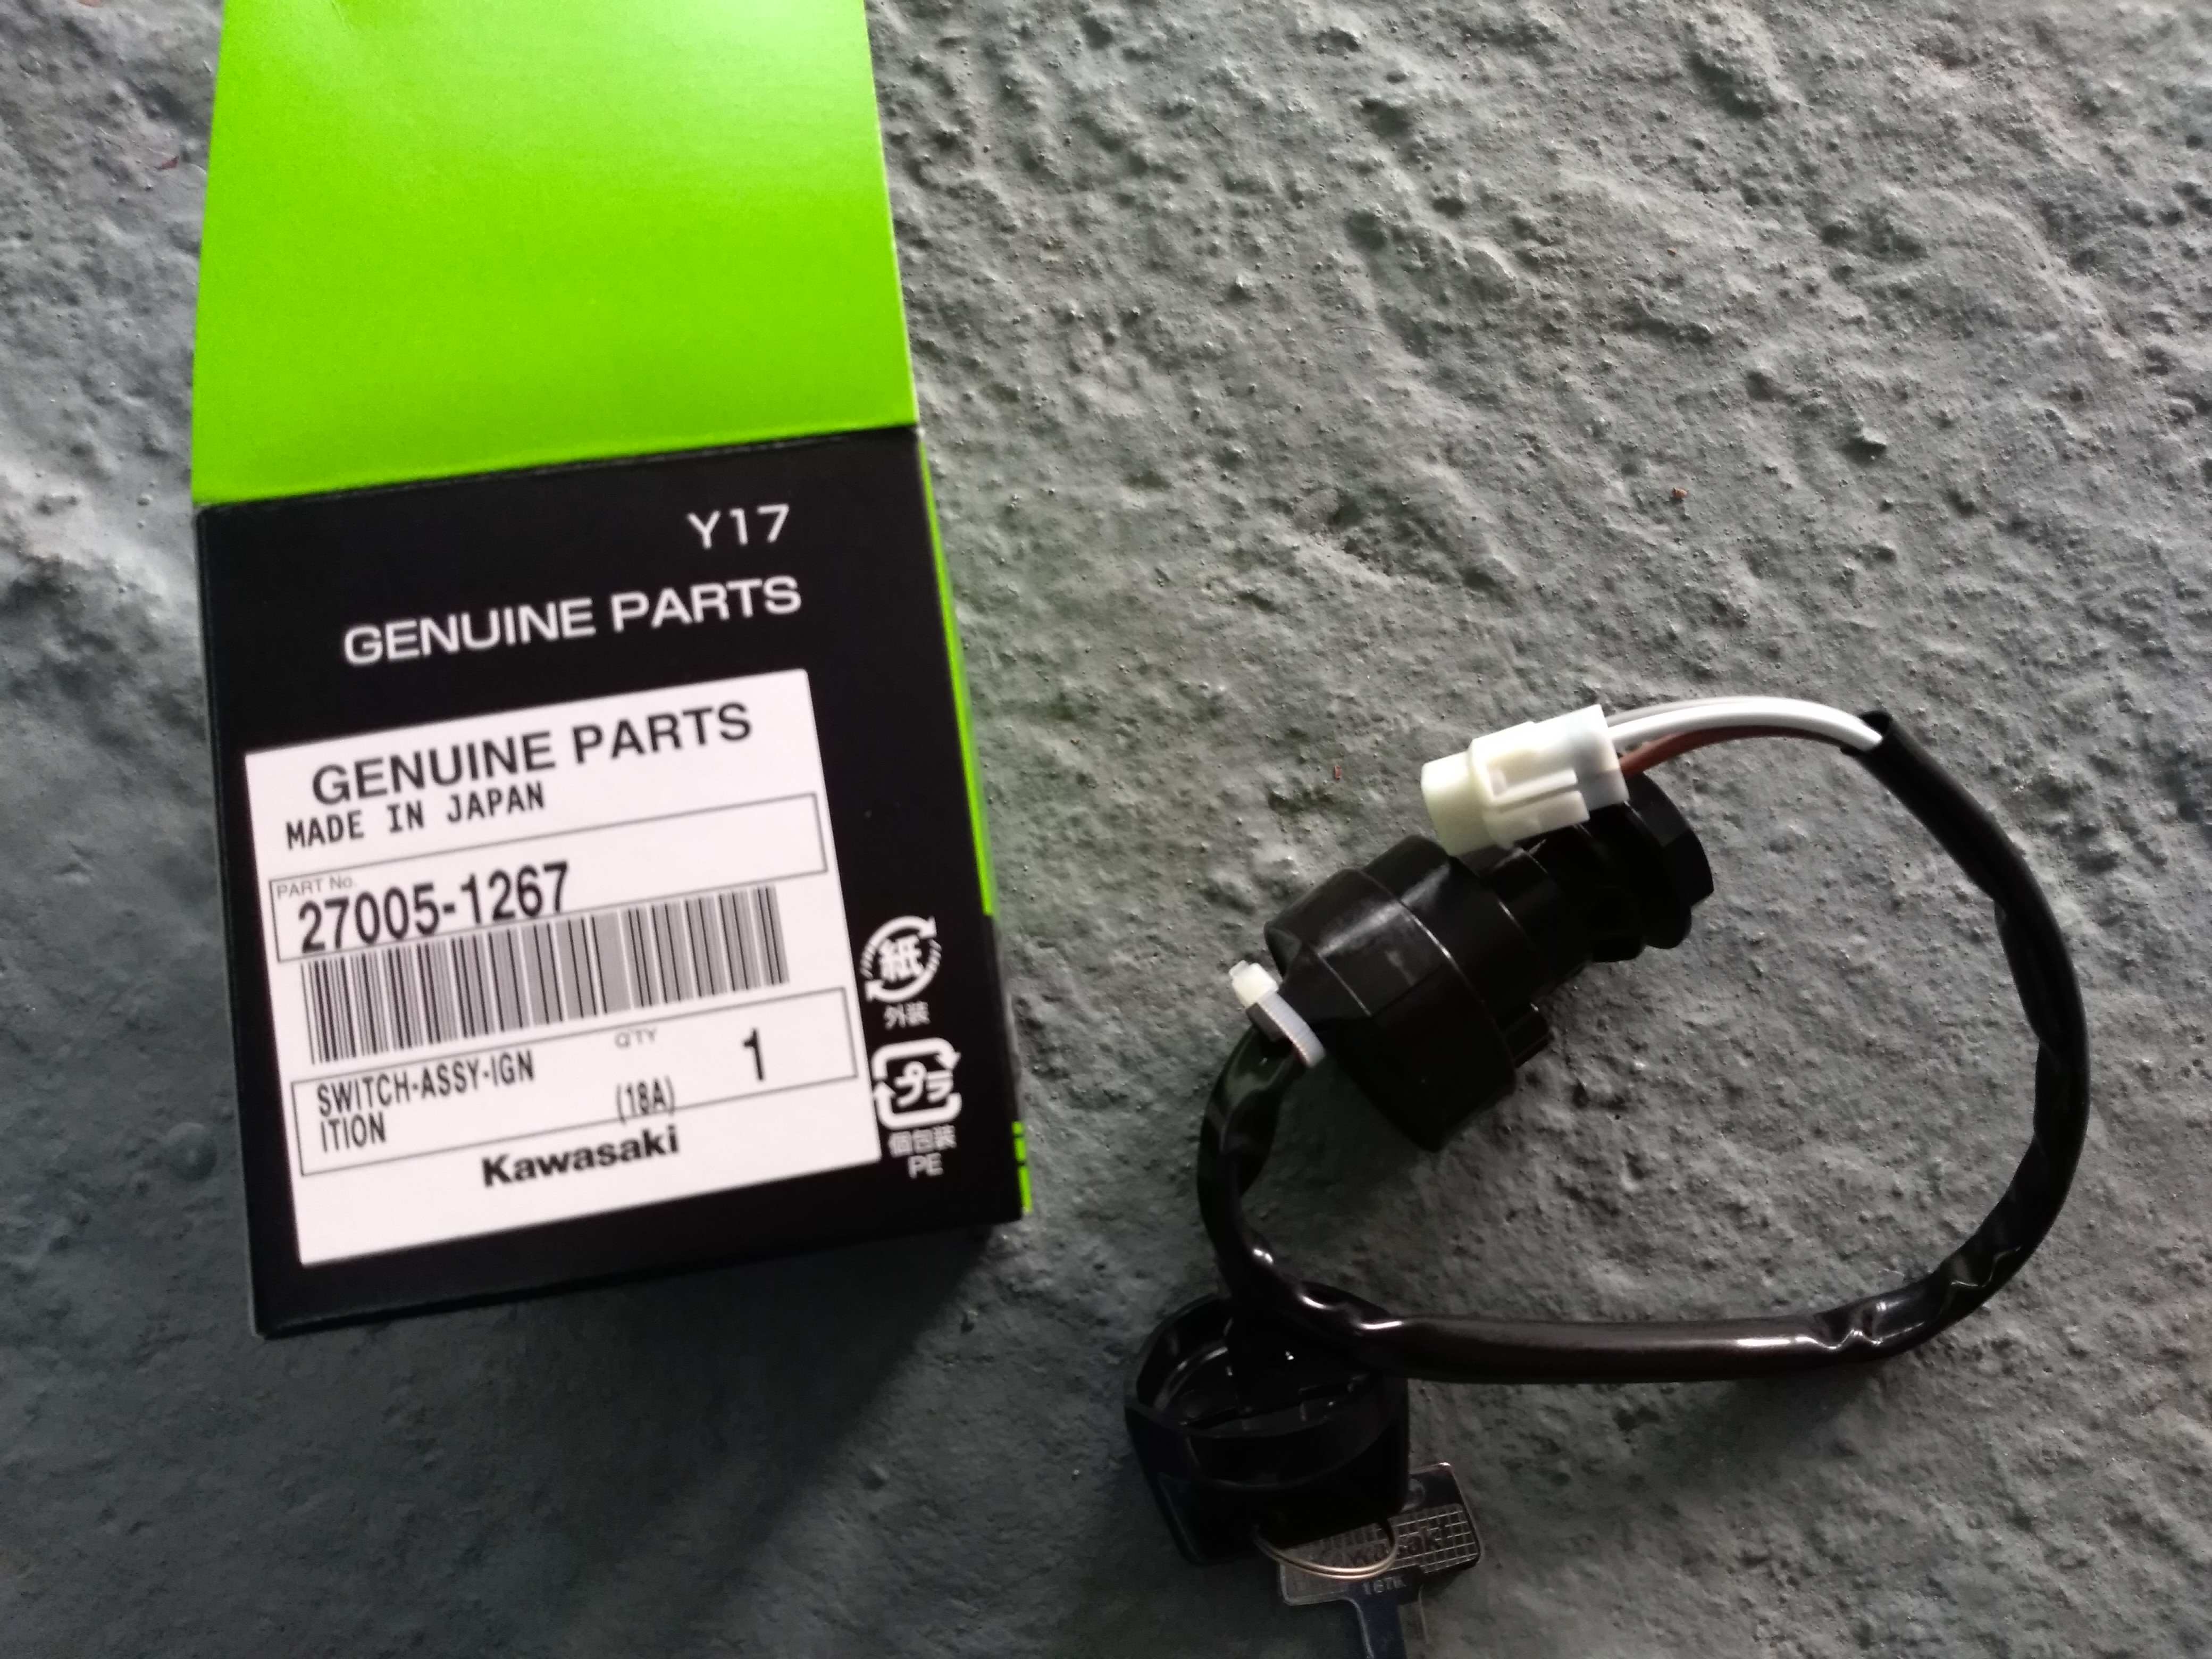 Y17
GENUINE PARTS
GENUINE PARTS
MADE IN JAPAN
PART No.
27005-1267
Q'TY
1
SWITCH-ASSY-IGN
ITION
(18A)
Kawasaki
紙
外装
プラ
個包装
PE